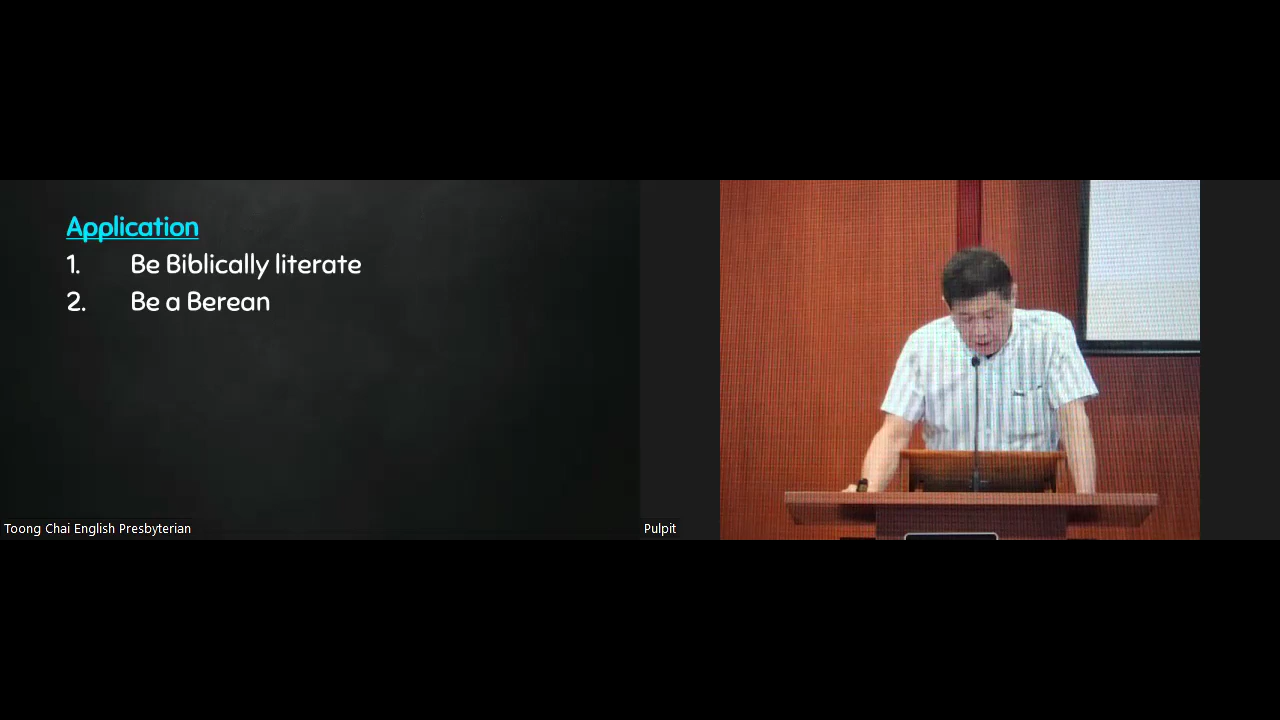 Application
1. Be Biblically literate
2. Be a Berean
Toong Chai English Presbyterian
Pulpit